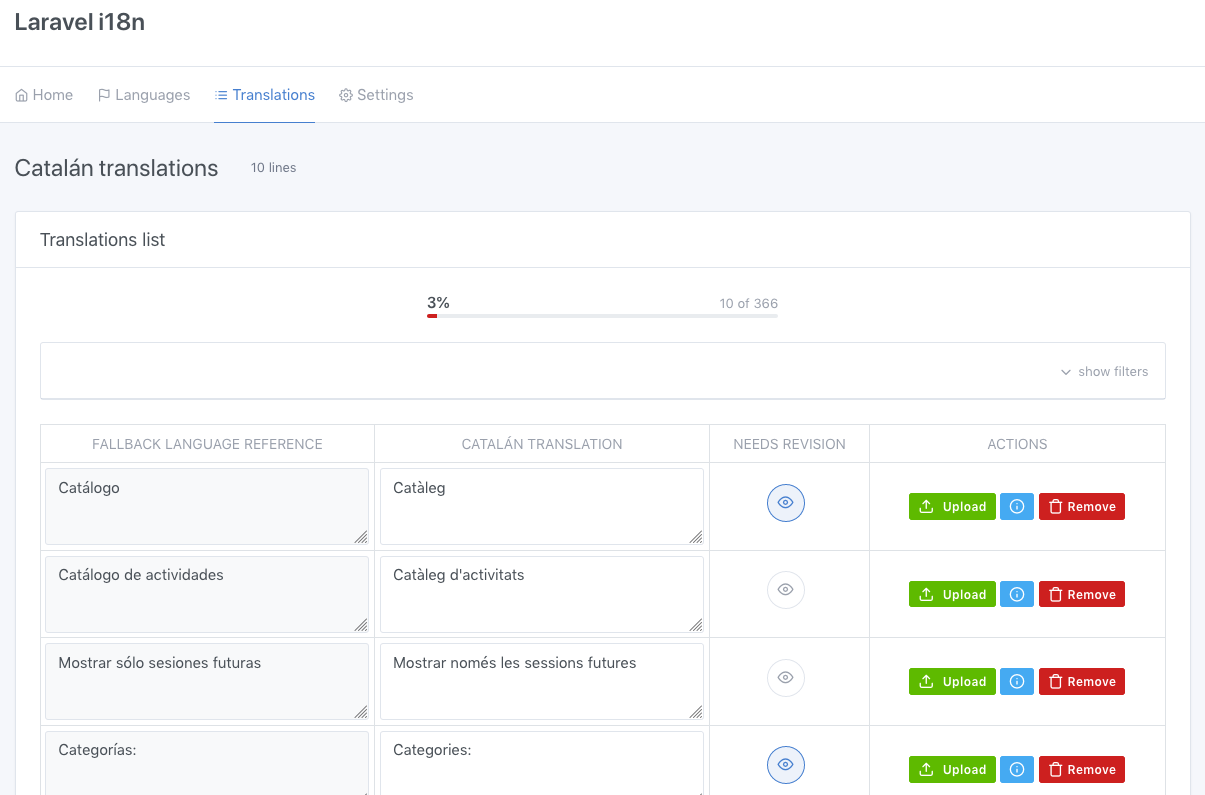 Laravel i18n
Home Languages Translations Settings
Catalán translations 10 lines
Translations list
3% 10 of 366
show filters
FALLBACK LANGUAGE REFERENCE CATALÁN TRANSLATION NEEDS REVISION ACTIONS
Catálogo Catàleg Upload Remove
Catálogo de actividades Catàleg d'activitats Upload Remove
Mostrar sólo sesiones futuras Mostrar només les sessions futures Upload Remove
Categorías: Categories: Upload Remove